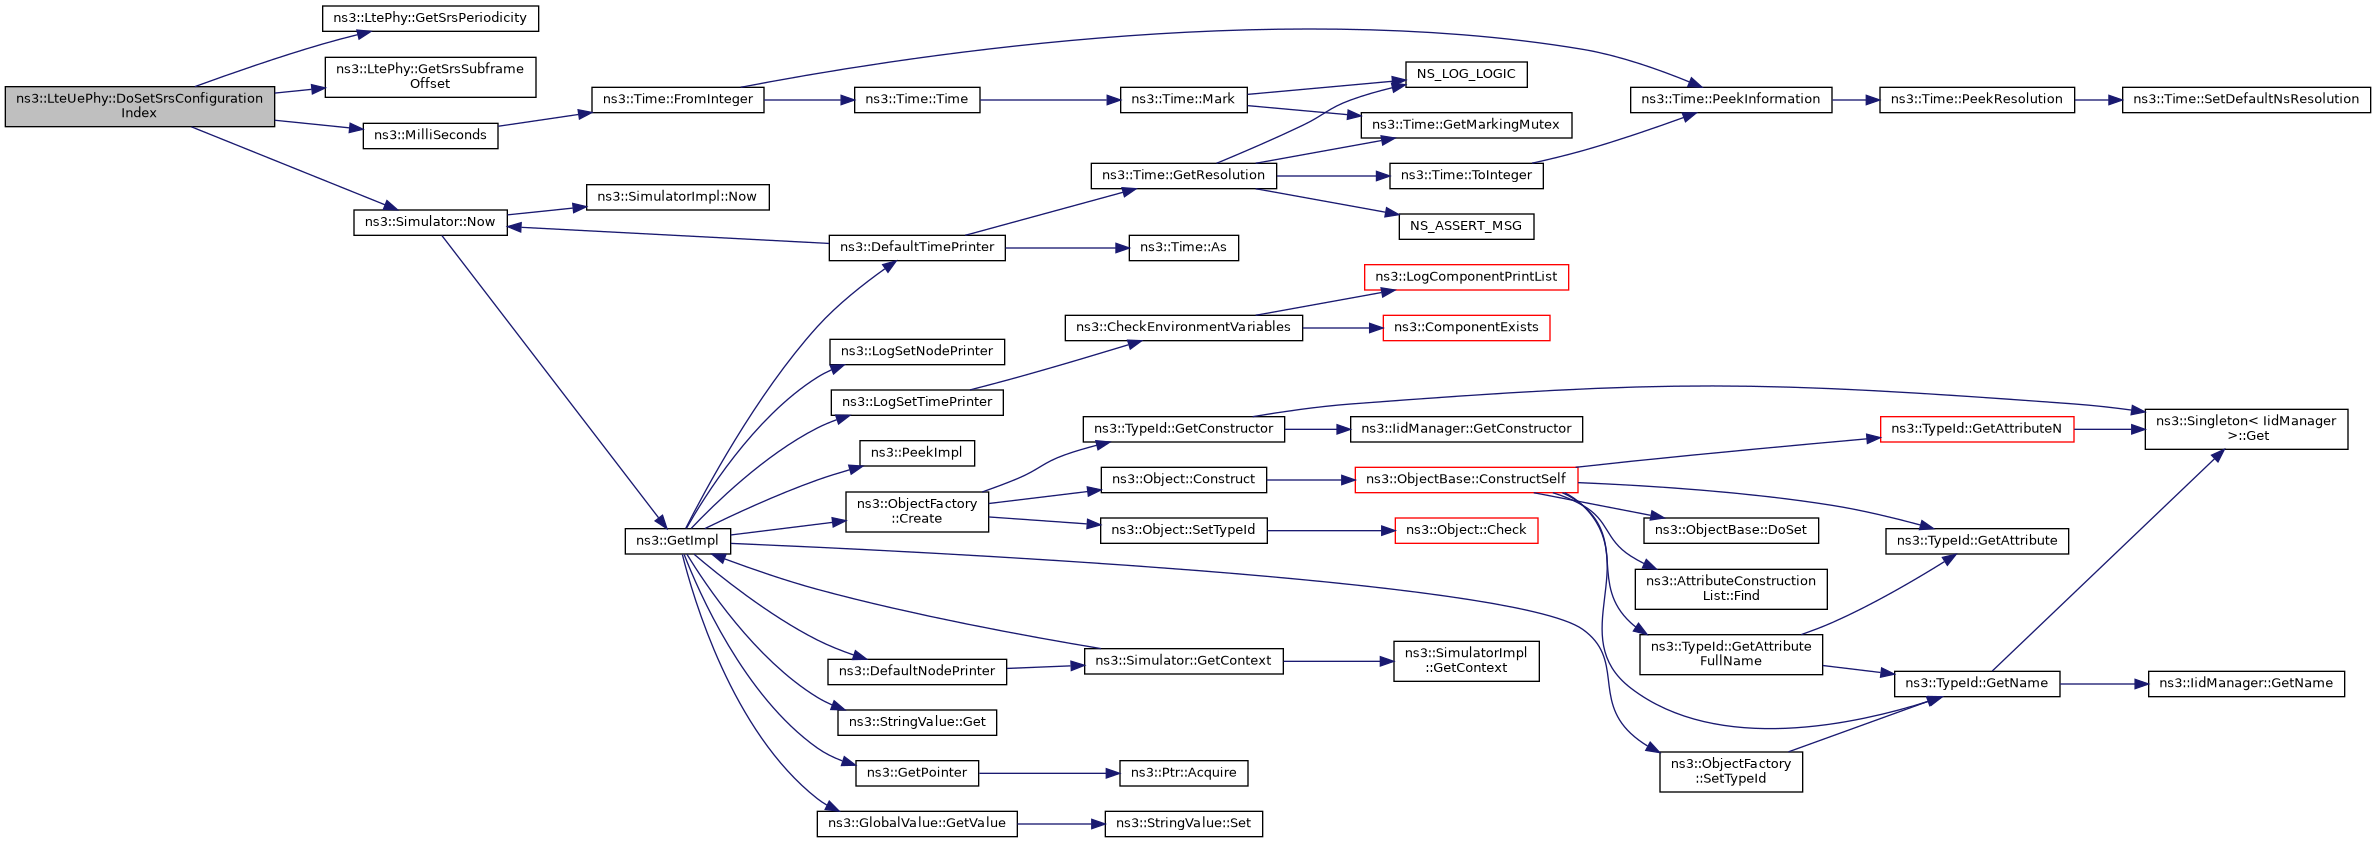 ns3::LteUePhy::DoSetSrsConfiguration
Index
ns3::LtePhy::GetSrsPeriodicity
ns3::LtePhy::GetSrsSubframe
Offset
ns3::MilliSeconds
ns3::Simulator::Now
ns3::SimulatorImpl::Now
ns3::Time::FromInteger
ns3::Time::Time
ns3::Time::Mark
NS_LOG_LOGIC
ns3::Time::GetMarkingMutex
ns3::Time::PeekInformation
ns3::Time::PeekResolution
ns3::Time::SetDefaultNsResolution
ns3::Time::GetResolution
ns3::Time::ToInteger
NS_ASSERT_MSG
ns3::DefaultTimePrinter
ns3::Time::As
ns3::LogComponentPrintList
ns3::CheckEnvironmentVariables
ns3::ComponentExists
ns3::LogSetNodePrinter
ns3::LogSetTimePrinter
ns3::PeekImpl
ns3::GetImpl
ns3::ObjectFactory
::Create
ns3::TypeId::GetConstructor
ns3::IidManager::GetConstructor
ns3::Object::Construct
ns3::ObjectBase::ConstructSelf
ns3::Object::SetTypeId
ns3::Object::Check
ns3::TypeId::GetAttributeN
ns3::Singleton< IidManager
>::Get
ns3::ObjectBase::DoSet
ns3::TypeId::GetAttribute
ns3::AttributeConstruction
List::Find
ns3::TypeId::GetAttribute
FullName
ns3::TypeId::GetName
ns3::IidManager::GetName
ns3::DefaultNodePrinter
ns3::Simulator::GetContext
ns3::SimulatorImpl
::GetContext
ns3::StringValue::Get
ns3::GetPointer
ns3::Ptr::Acquire
ns3::ObjectFactory
::SetTypeId
ns3::GlobalValue::GetValue
ns3::StringValue::Set